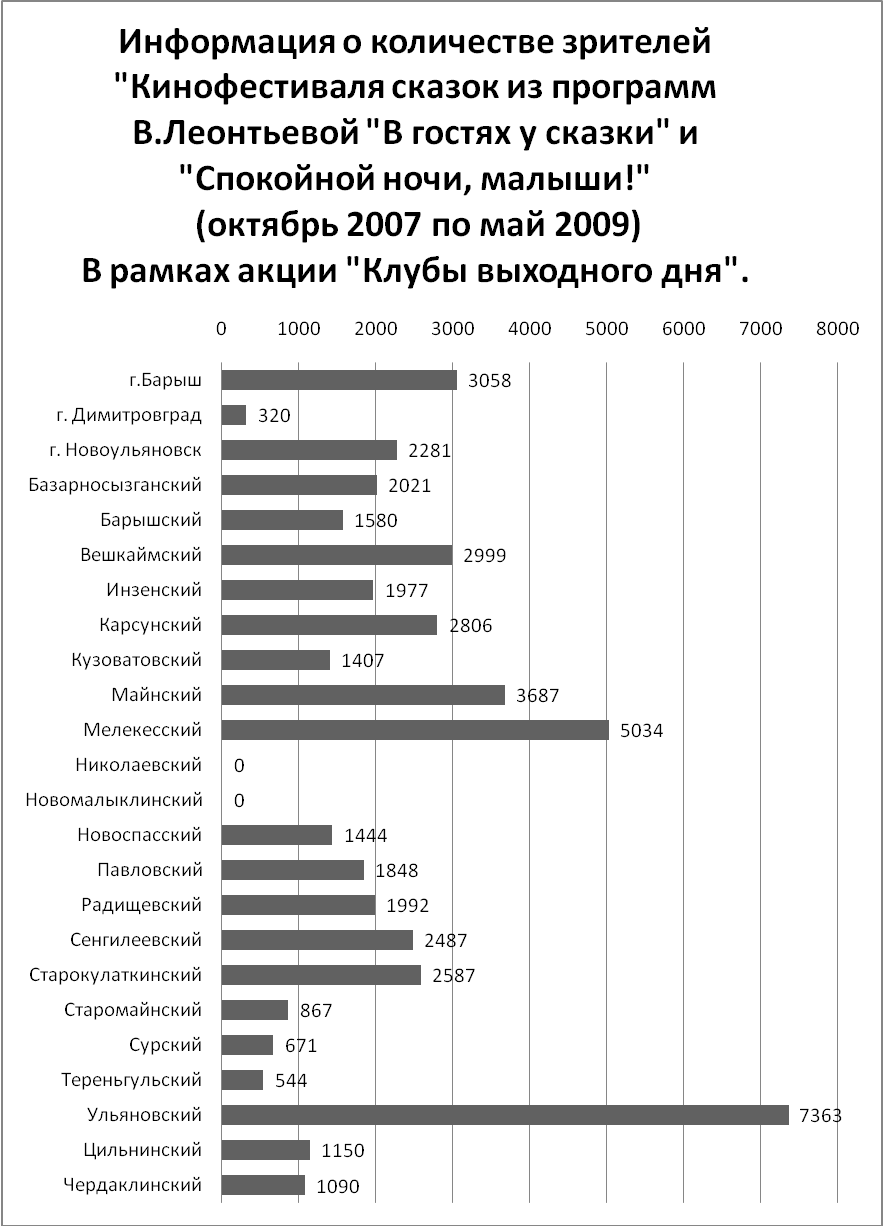 Информация о количестве зрителей
"Кинофестиваля сказок из программ
В.Леонтьевой "В гостях у сказки" и
"Спокойной ночи, малыши!"
(октябрь 2007 по май 2009)
В рамках акции "Клубы выходного дня".
0 1000 2000 3000 4000 5000 6000 7000 8000
г.Барыш 3058
г. Димитровград 320
г. Новоульяновск 2281
Базарносызганский 2021
Барышский 1580
Вешкаймский 2999
Инзенский 1977
Карсунский 2806
Кузоватовский 1407
Майнский 3687
Мелекесский 5034
Николаевский 0
Новомалыклинский 0
Новоспасский 1444
Павловский 1848
Радищевский 1992
Сенгилеевский 2487
Старокулаткинский 2587
Старомайнский 867
Сурский 671
Тереньгульский 544
Ульяновский 7363
Цильнинский 1150
Чердаклинский 1090